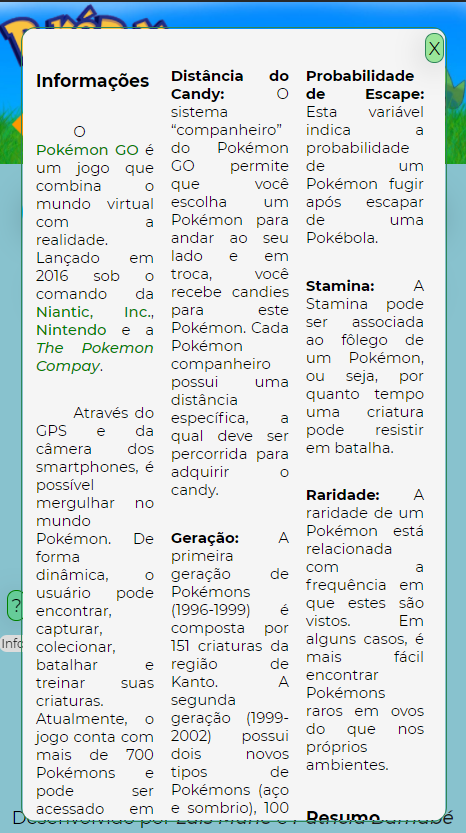 X
Informações
O
Pokémon GO é
um jogo que
combina o
mundo virtual
com a
realidade.
Lançado em
2016 sob o
comando da
Niantic, Inc.,
Nintendo e a
The Pokemon
Compay.
Através do
GPS e da
câmera dos
smartphones, é
possível
mergulhar no
mundo
Pokémon. De
forma
dinâmica, o
usuário pode
encontrar,
capturar,
colecionar,
batalhar e
treinar suas
criaturas.
Atualmente, o
jogo conta com
mais de 700
Pokémons e
pode ser
acessado em
Distância do
Candy: O
sistema
“companheiro”
do Pokémon
GO permite
que você
escolha um
Pokémon para
andar ao seu
lado e em
troca, você
recebe candies
para este
Pokémon. Cada
Pokémon
companheiro
possui uma
distância
específica, a
qual deve ser
percorrida para
adquirir o
candy.
Geração: A
primeira
geração de
Pokémons
(1996-1999) é
composta por
151 criaturas da
região de
Kanto. A
segunda
geração (1999-
2002) possui
dois novos
tipos de
Pokémons (aço
e sombrio), 100
Probabilidade
de Escape:
Esta variável
indica a
probabilidade
de um
Pokémon fugir
após escapar
de uma
Pokébola.
Stamina: A
Stamina pode
ser associada
ao fôlego de
um Pokémon,
ou seja, por
quanto tempo
uma criatura
pode resistir
em batalha.
Raridade: A
raridade de um
Pokémon está
relacionada
com a
frequência em
que estes são
vistos. Em
alguns casos, é
mais fácil
encontrar
Pokémons
raros em ovos
do que nos
próprios
ambientes.
Resumo
?
Info